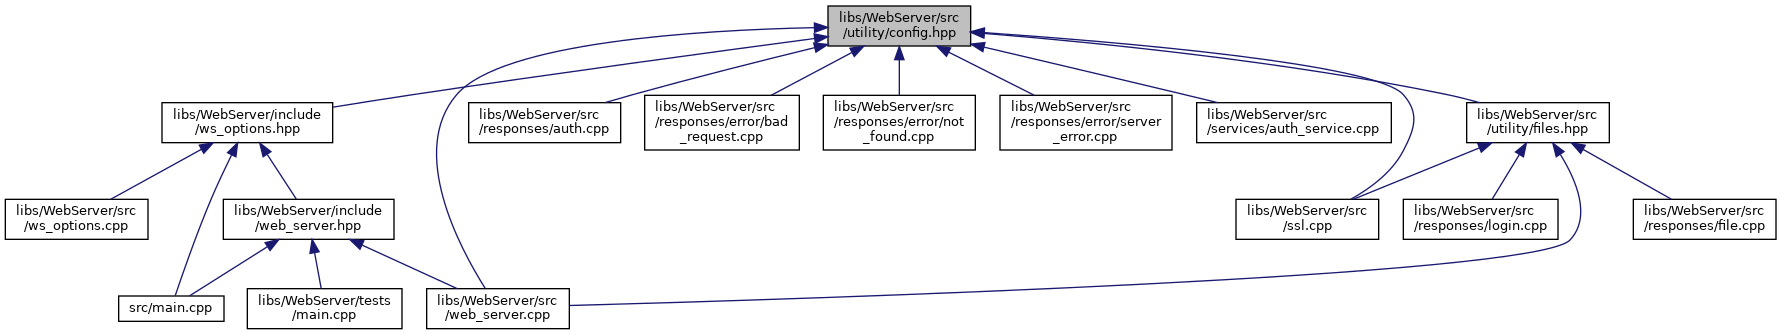 libs/WebServer/src
/utility/config.hpp
libs/WebServer/include
/ws_options.hpp
libs/WebServer/src
/responses/auth.cpp
libs/WebServer/src
/responses/error/bad
_request.cpp
libs/WebServer/src
/responses/error/not
_found.cpp
libs/WebServer/src
/responses/error/server
_error.cpp
libs/WebServer/src
/services/auth_service.cpp
libs/WebServer/src
/utility/files.hpp
libs/WebServer/src
/ws_options.cpp
libs/WebServer/include
/web_server.hpp
libs/WebServer/src
/ssl.cpp
libs/WebServer/src
/responses/login.cpp
libs/WebServer/src
/responses/file.cpp
src/main.cpp
libs/WebServer/tests
/main.cpp
libs/WebServer/src
/web_server.cpp